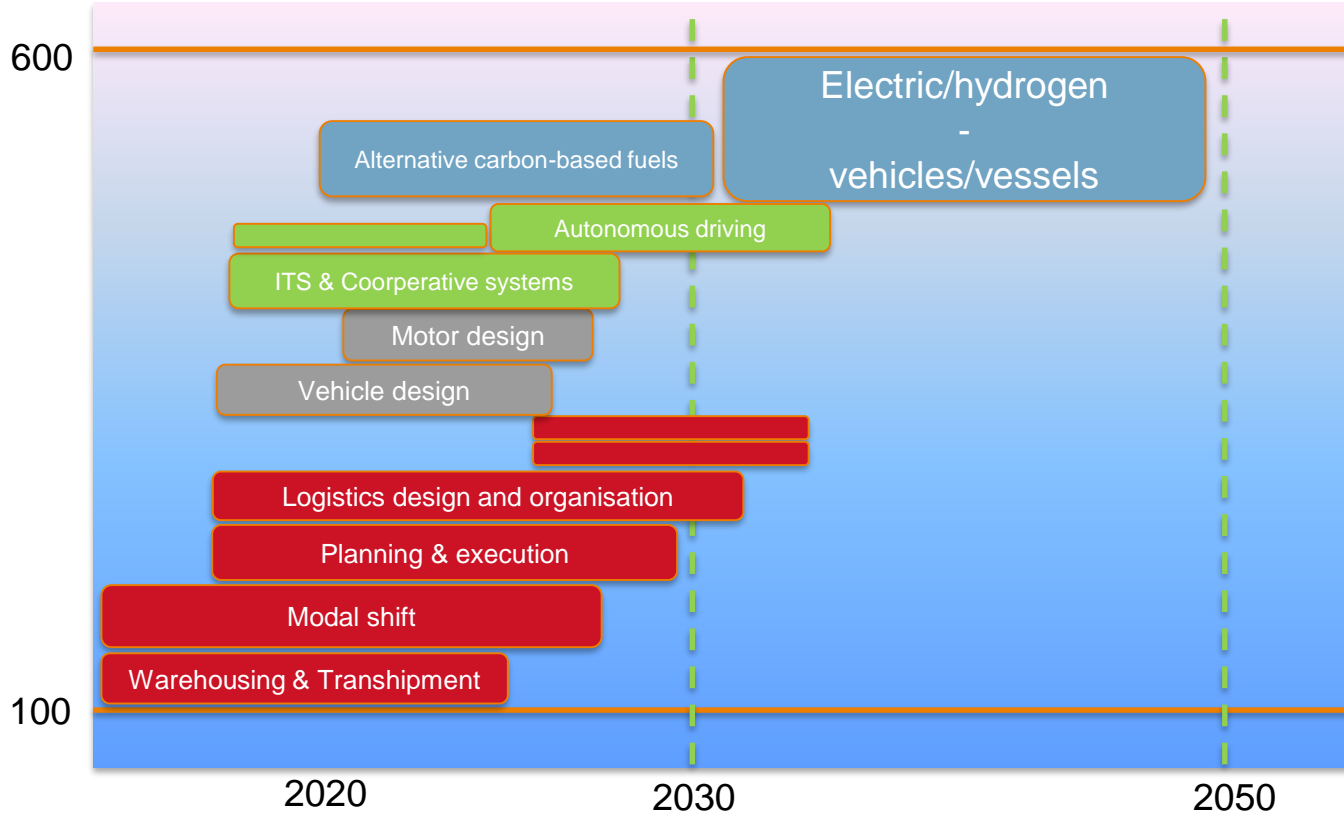 600
Electric/hydrogen
-
vehicles/vessels
Alternative carbon-based fuels
Autonomous driving
ITS & Coorperative systems
Motor design
Vehicle design
Logistics design and organisation
Planning & execution
Modal shift
Warehousing & Transhipment
100
2020
2030
2050